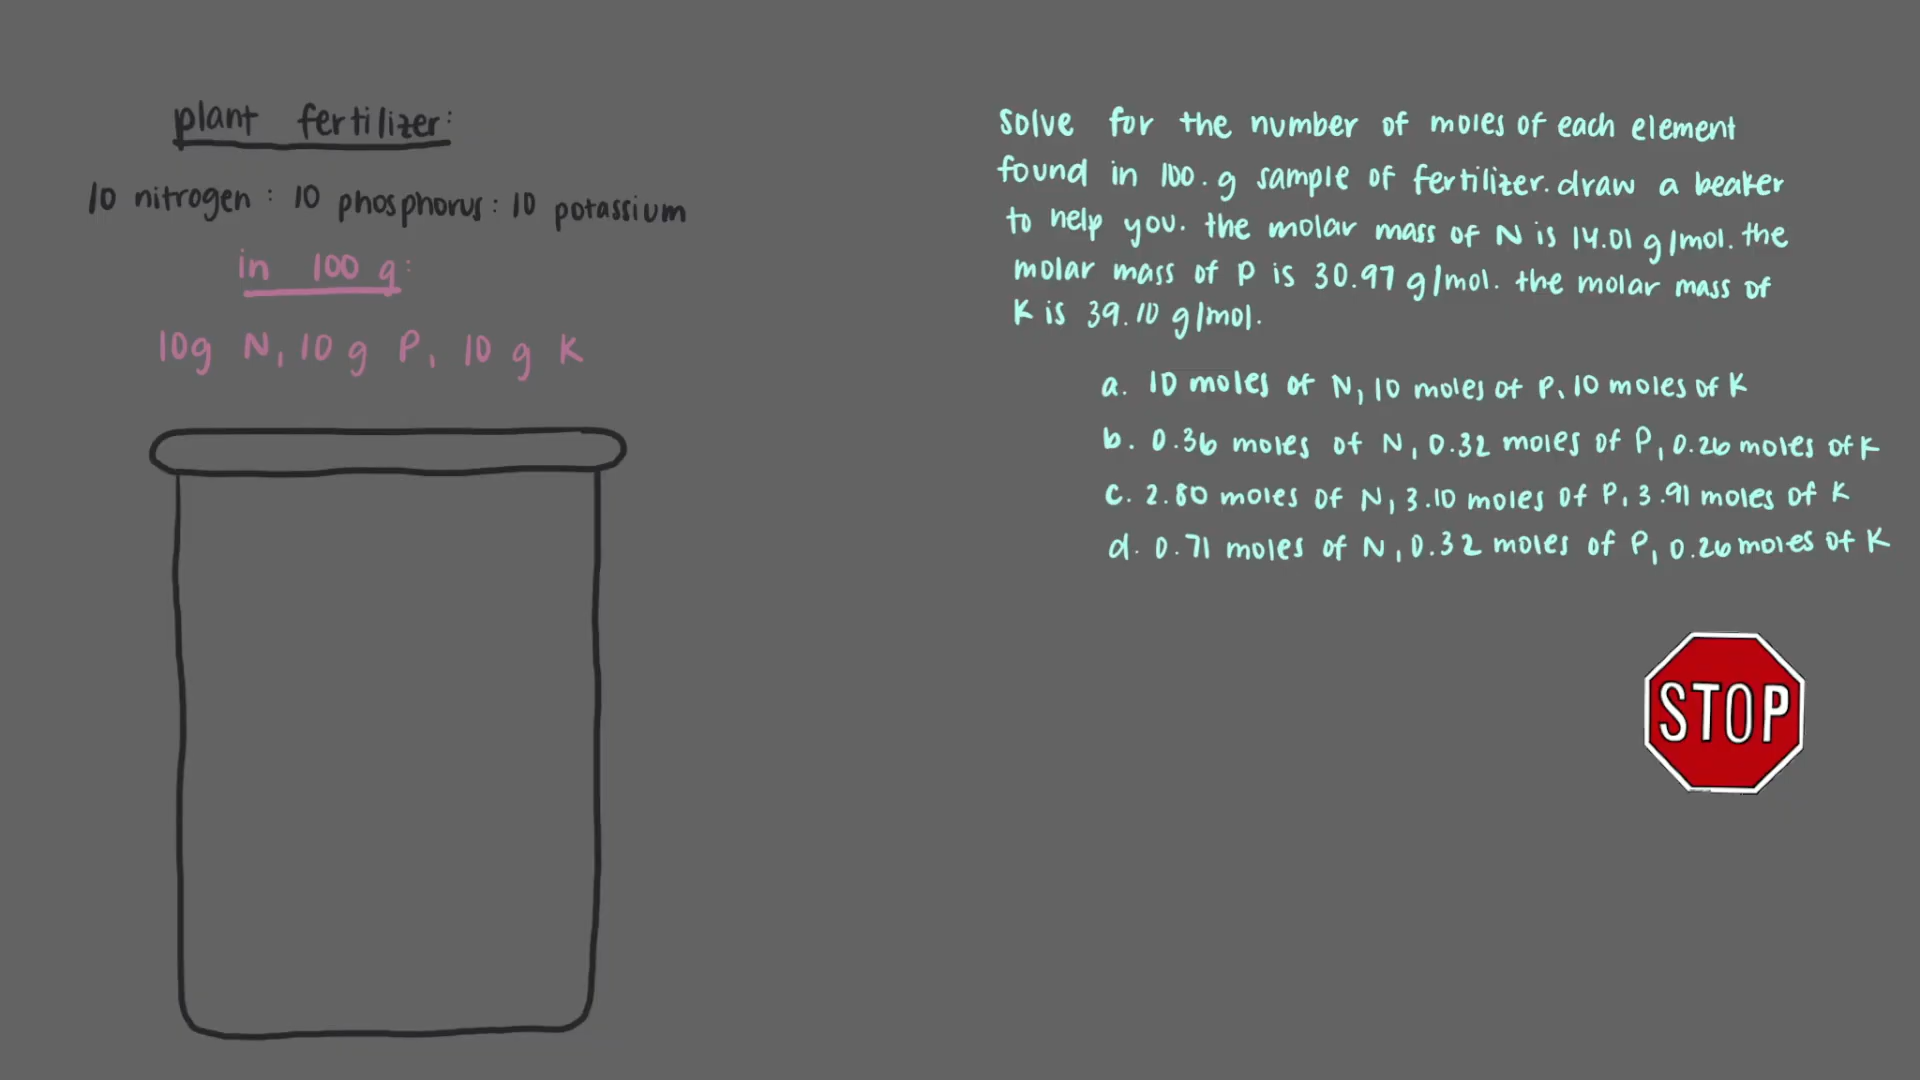 plant fertilizer:
10 nitrogen : 10 phosphorus : 10 potassium
in 100 g:
10g N, 10 g P, 10 g K
solve for the number of moles of each element
found in 100. g sample of fertilizer. draw a beaker
to help you. the molar mass of N is 14.01 g/mol. the
molar mass of P is 30.97 g/mol. the molar mass of
K is 39.10 g/mol.
a. 10 moles of N, 10 moles of P, 10 moles of K
b. 0.36 moles of N, 0.32 moles of P, 0.26 moles of K
c. 2.80 moles of N, 3.10 moles of P, 3.91 moles of K
d. 0.71 moles of N, 0.32 moles of P, 0.26 moles of K
STOP